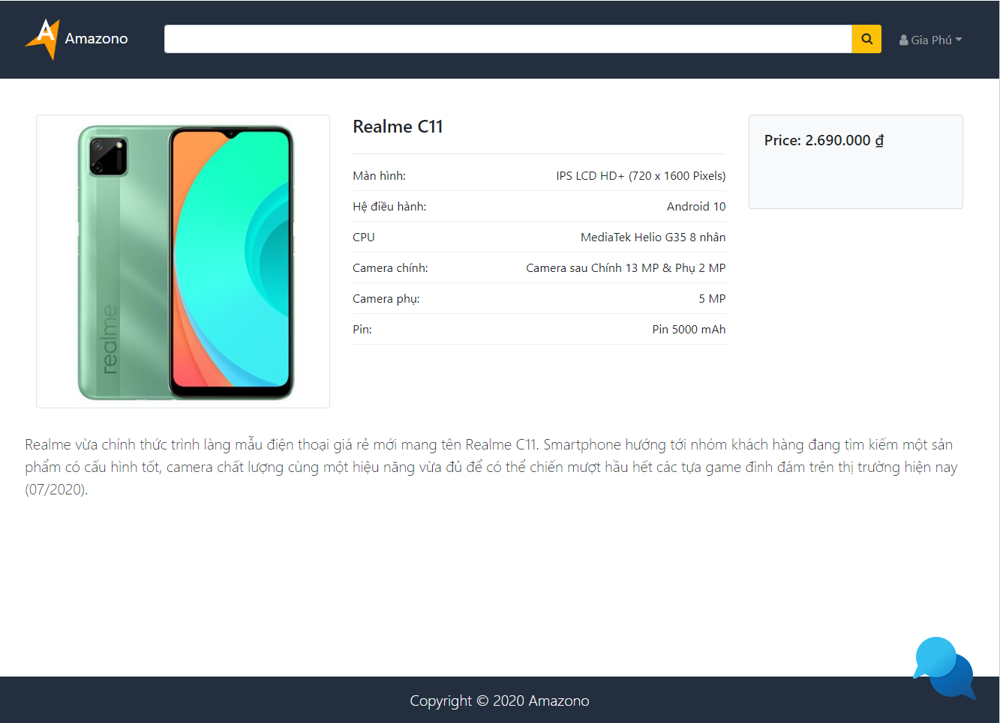 A Amazono
Gia Phú
realme
Realme C11
Price: 2.690.000 ₫
Màn hình: IPS LCD HD+ (720 x 1600 Pixels)
Hệ điều hành: Android 10
CPU MediaTek Helio G35 8 nhân
Camera chính: Camera sau Chính 13 MP & Phụ 2 MP
Camera phụ: 5 MP
Pin: Pin 5000 mAh
Realme vừa chính thức trình làng mẫu điện thoại giá rẻ mới mang tên Realme C11. Smartphone hướng tới nhóm khách hàng đang tìm kiếm một sản
phẩm có cấu hình tốt, camera chất lượng cùng một hiệu năng vừa đủ để có thể chiến mượt hầu hết các tựa game đình đám trên thị trường hiện nay
(07/2020).
Copyright © 2020 Amazono